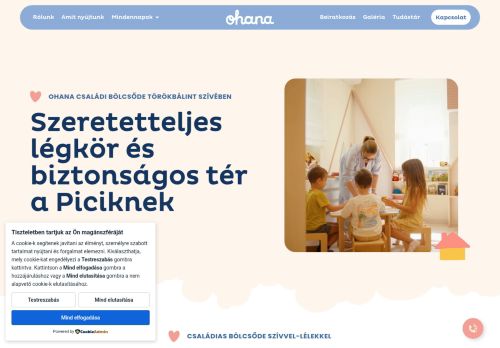 Rólunk Amit nyújtunk Mindennapok ohana Beiratkozás Galéria Tudástár Kapcsolat
OHANA CSALÁDI BÖLCSŐDE TÖRÖKBÁLINT SZÍVÉBEN
Szeretetteljes
légkör és
biztonságos tér
a Piciknek
Tiszteletben tartjuk az Ön magánszféráját
A cookie-k segítenek javítani az élményt, személyre szabott
tartalmat nyújtani és forgalmat elemezni. Kiválaszthatja,
mely cookie-kat engedélyezi a Testreszabás gombra
kattintva. Kattintson a Mind elfogadása gombra a
hozzájáruláshoz vagy a Mind elutasítása gombra a nem
alapvető cookie-k elutasításához.
Testreszabás Mind elutasítása
Mind elfogadása
Powered by CookieAdmin
CSALÁDIAS BÖLCSŐDE SZÍVVEL-LÉLEKKEL